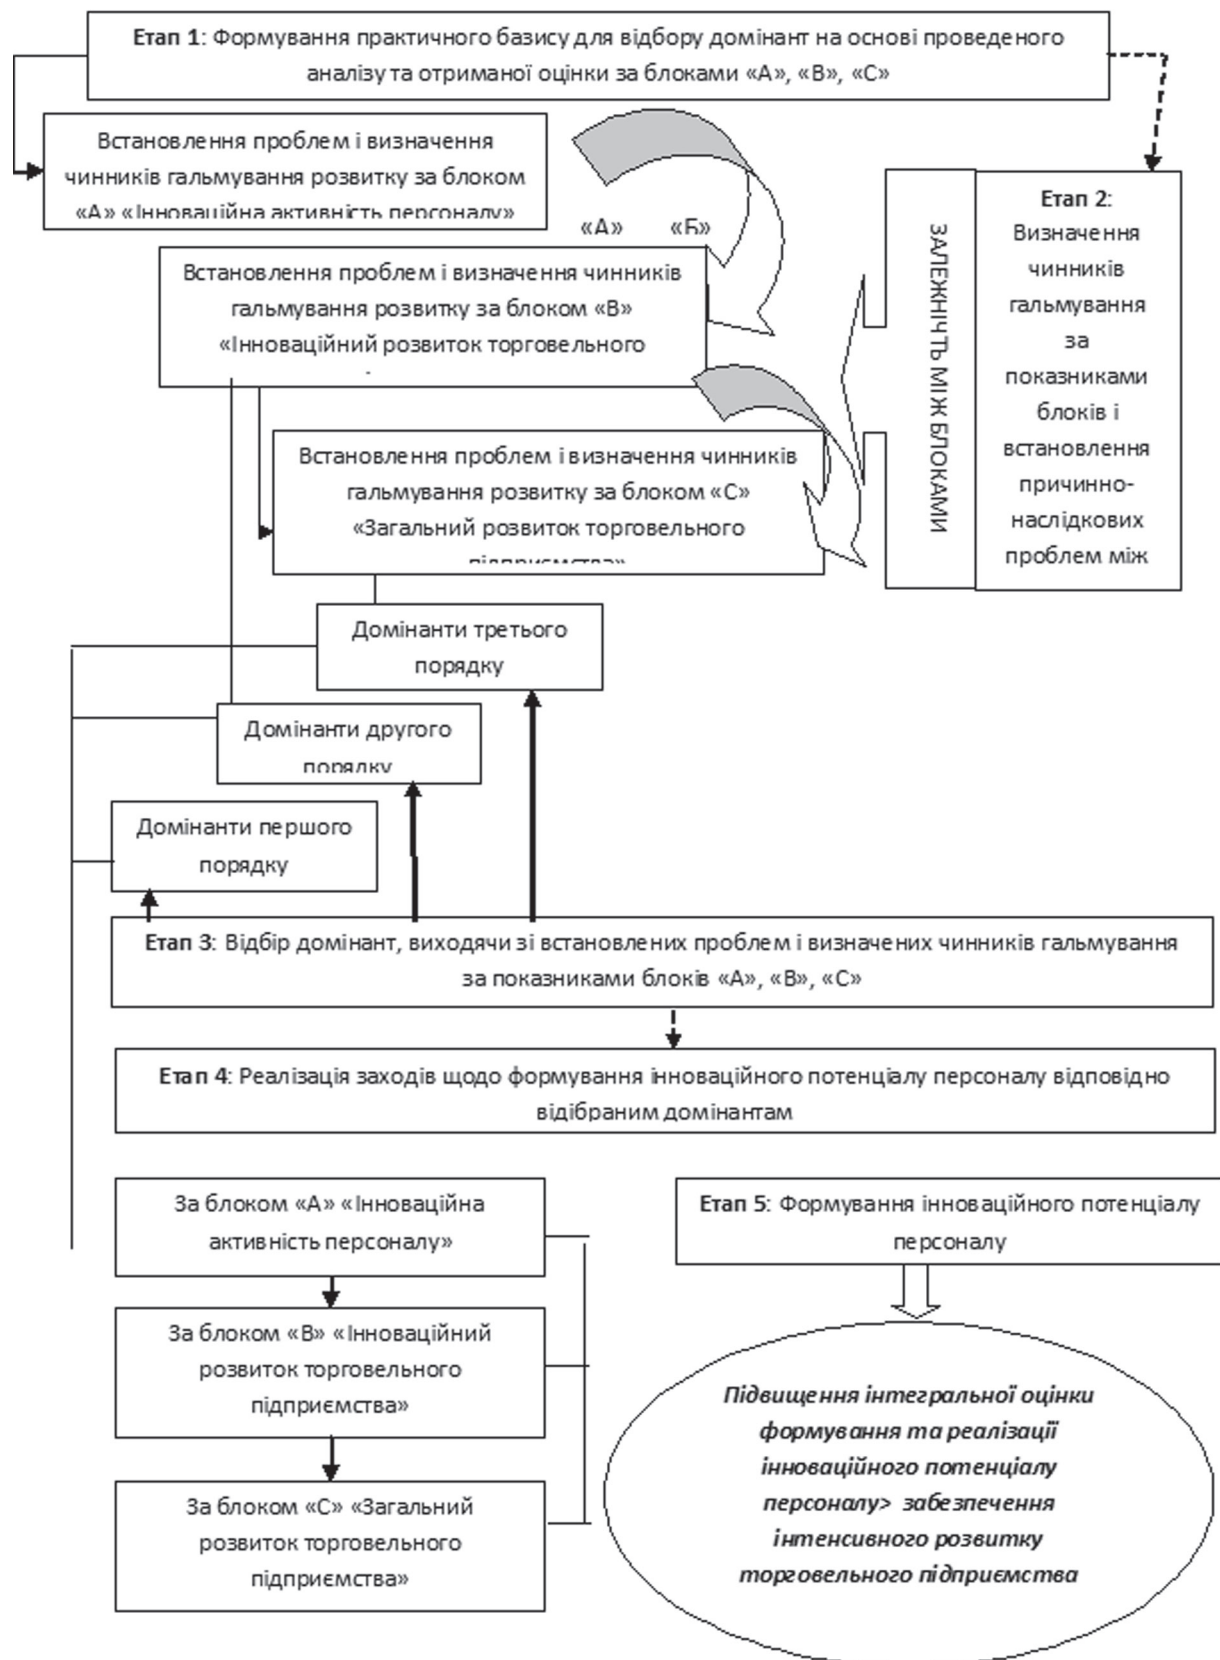 Етап 1: Формування практичного базису для відбору домінант на основі проведеного
аналізу та отриманої оцінки за блоками «А», «В», «С»
Встановлення проблем і визначення
чинників гальмування розвитку за блоком
«А» «Інноваційна активність персоналу»
«А» «Б»
Встановлення проблем і визначення чинників
гальмування розвитку за блоком «В»
«Інноваційний розвиток торговельного
Встановлення проблем і визначення чинників
гальмування розвитку за блоком «С»
«Загальний розвиток торговельного
підприємства»
ЗАЛЕЖНІЧТЬ МІЖ БЛОКАМИ
Етап 2:
Визначення
чинників
гальмування
за
показниками
блоків і
встановлення
причинно-
наслідкових
проблем між
Домінанти третього
порядку
Домінанти другого
порядку
Домінанти першого
порядку
Етап 3: Відбір домінант, виходячи зі встановлених проблем і визначених чинників гальмування
за показниками блоків «А», «В», «С»
Етап 4: Реалізація заходів щодо формування інноваційного потенціалу персоналу відповідно
відібраним домінантам
За блоком «А» «Інноваційна
активність персоналу»
За блоком «В» «Інноваційний
розвиток торговельного
підприємства»
За блоком «С» «Загальний
розвиток торговельного
підприємства»
Етап 5: Формування інноваційного потенціалу
персоналу
Підвищення інтегральної оцінки
формування та реалізації
інноваційного потенціалу
персоналу> забезпечення
інтенсивного розвитку
торговельного підприємства